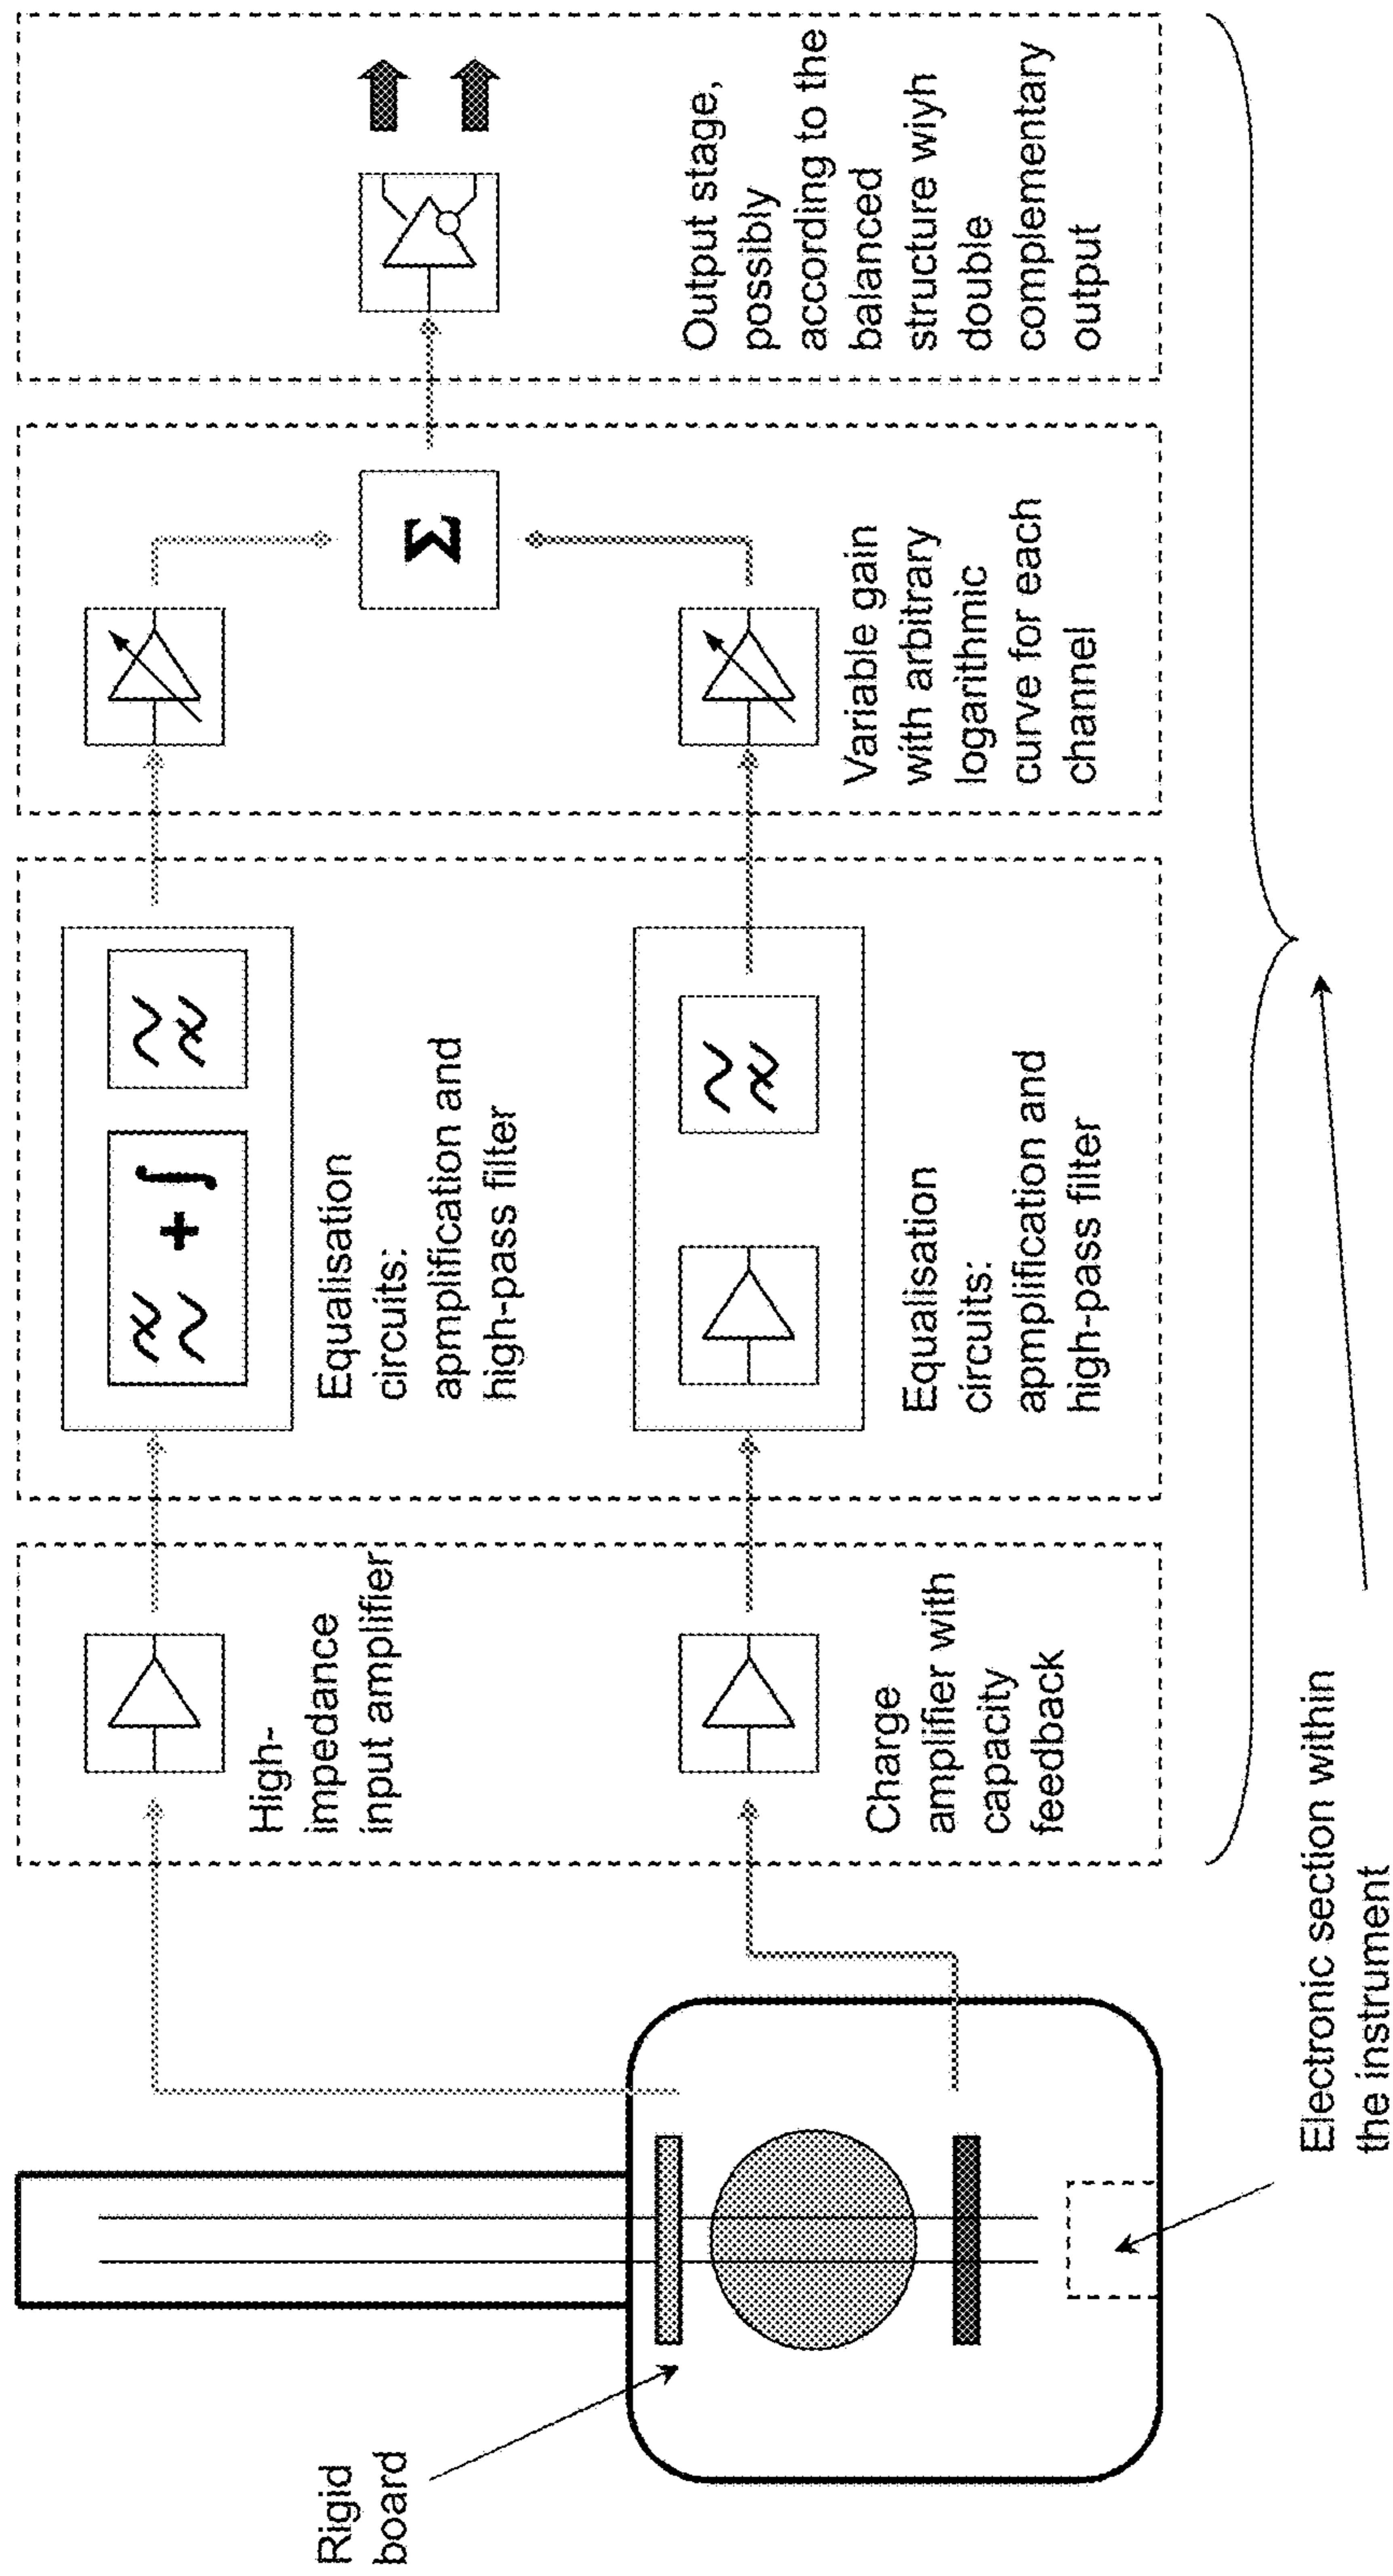 Rigid
board
High-
impedance
input amplifier
Charge
amplifier with
capacity
feedback
Equalisation
circuits:
apmplification and
high-pass filter
Equalisation
circuits:
apmplification and
high-pass filter
+ ∫
Variable gain
with arbitrary
logarithmic
curve for each
channel
Σ
Output stage,
possibly
according to the
balanced
structure wiyh
double
complementary
output
Electronic section within
the instrument